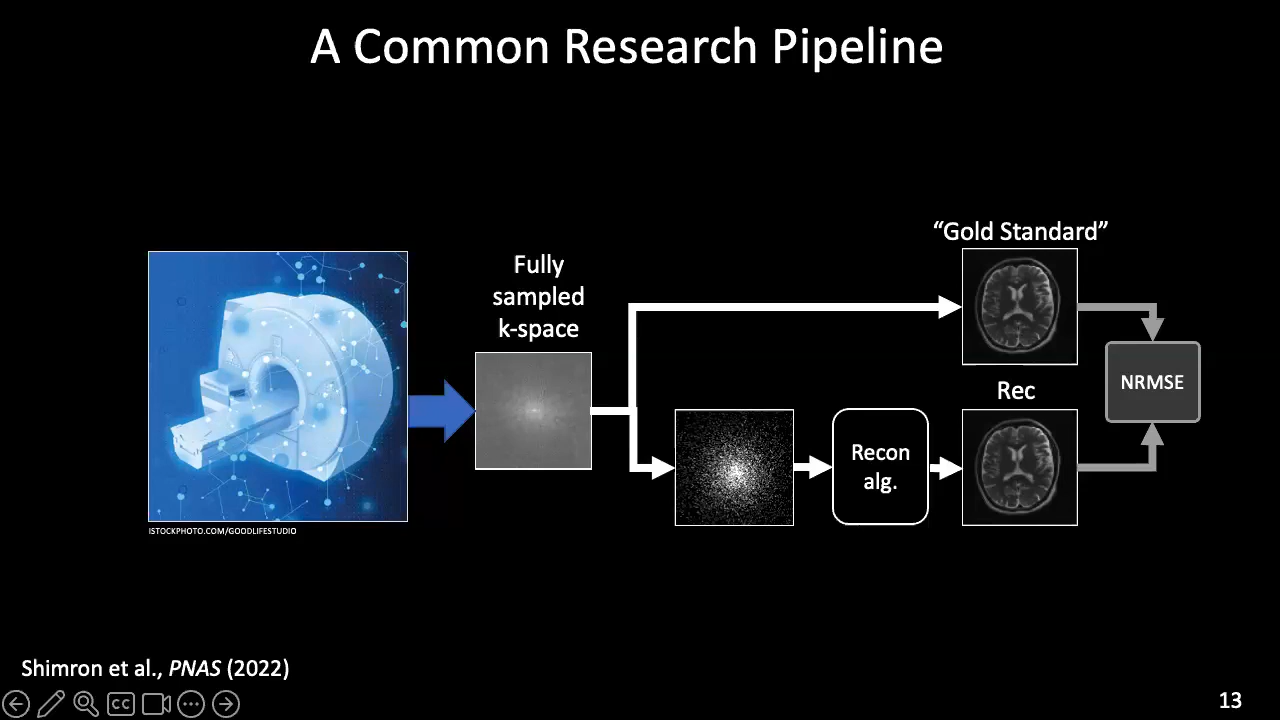 A Common Research Pipeline
"Gold Standard"
Fully
sampled
k-space
NRMSE
Rec
Recon
alg.
ISTOCKPHOTO.COM/GOODLIFESTUDIO
Shimron et al., PNAS (2022)
CC
13